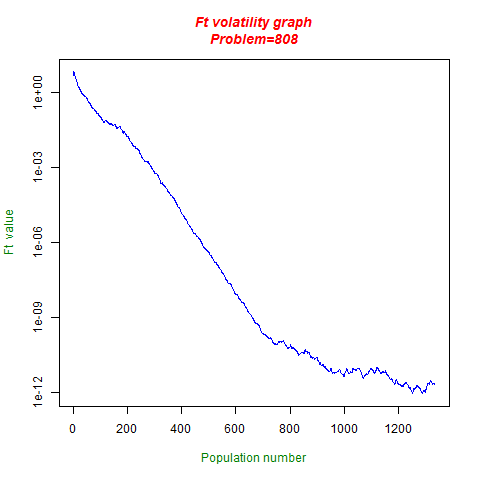 Ft volatility graph
Problem=808
1e+00
1e-03
1e-06
1e-09
1e-12
Ft value
0 200 400 600 800 1000 1200
Population number